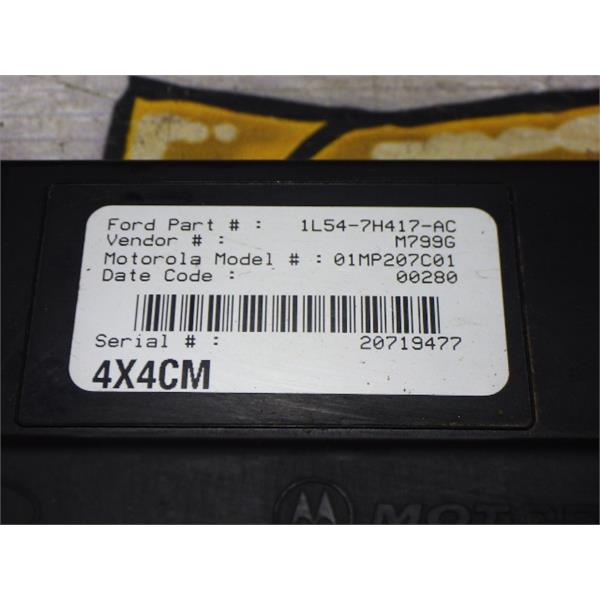 Ford Part # : 1L54-7H417-AC
Vendor # : M799G
Motorola Model # : 01MP207C01
Date Code : 00280
Serial # : 20719477
4X4CM